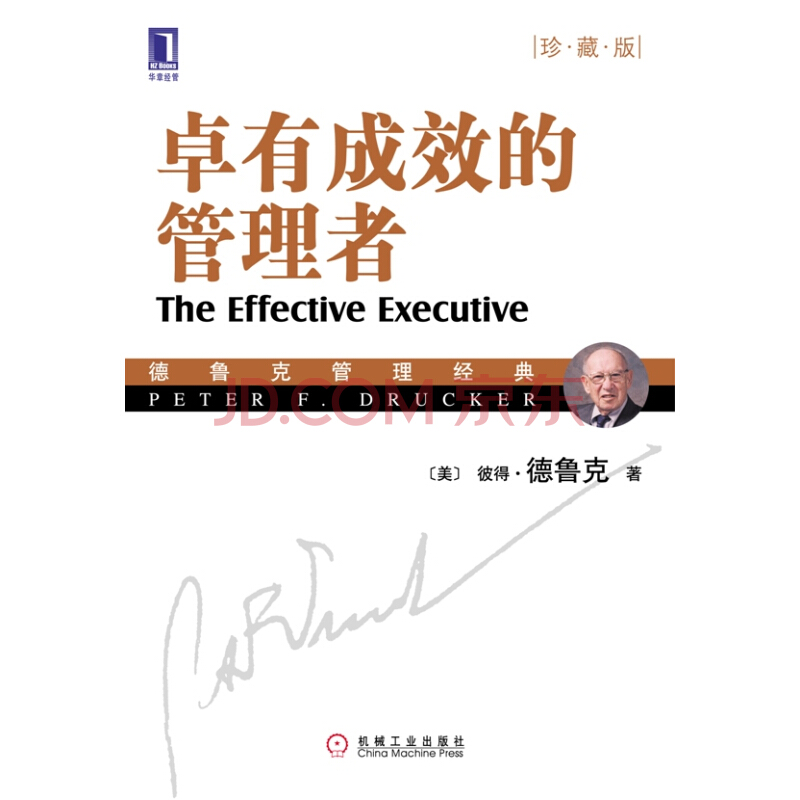 HZ Books
华章经管
珍·藏·版
卓有成效的
管理者
The Effective Executive
德鲁克管理经典
PETER F. DRUCKER
JD.COM 京东
〔美〕 彼得·德鲁克 著
机械工业出版社
China Machine Press